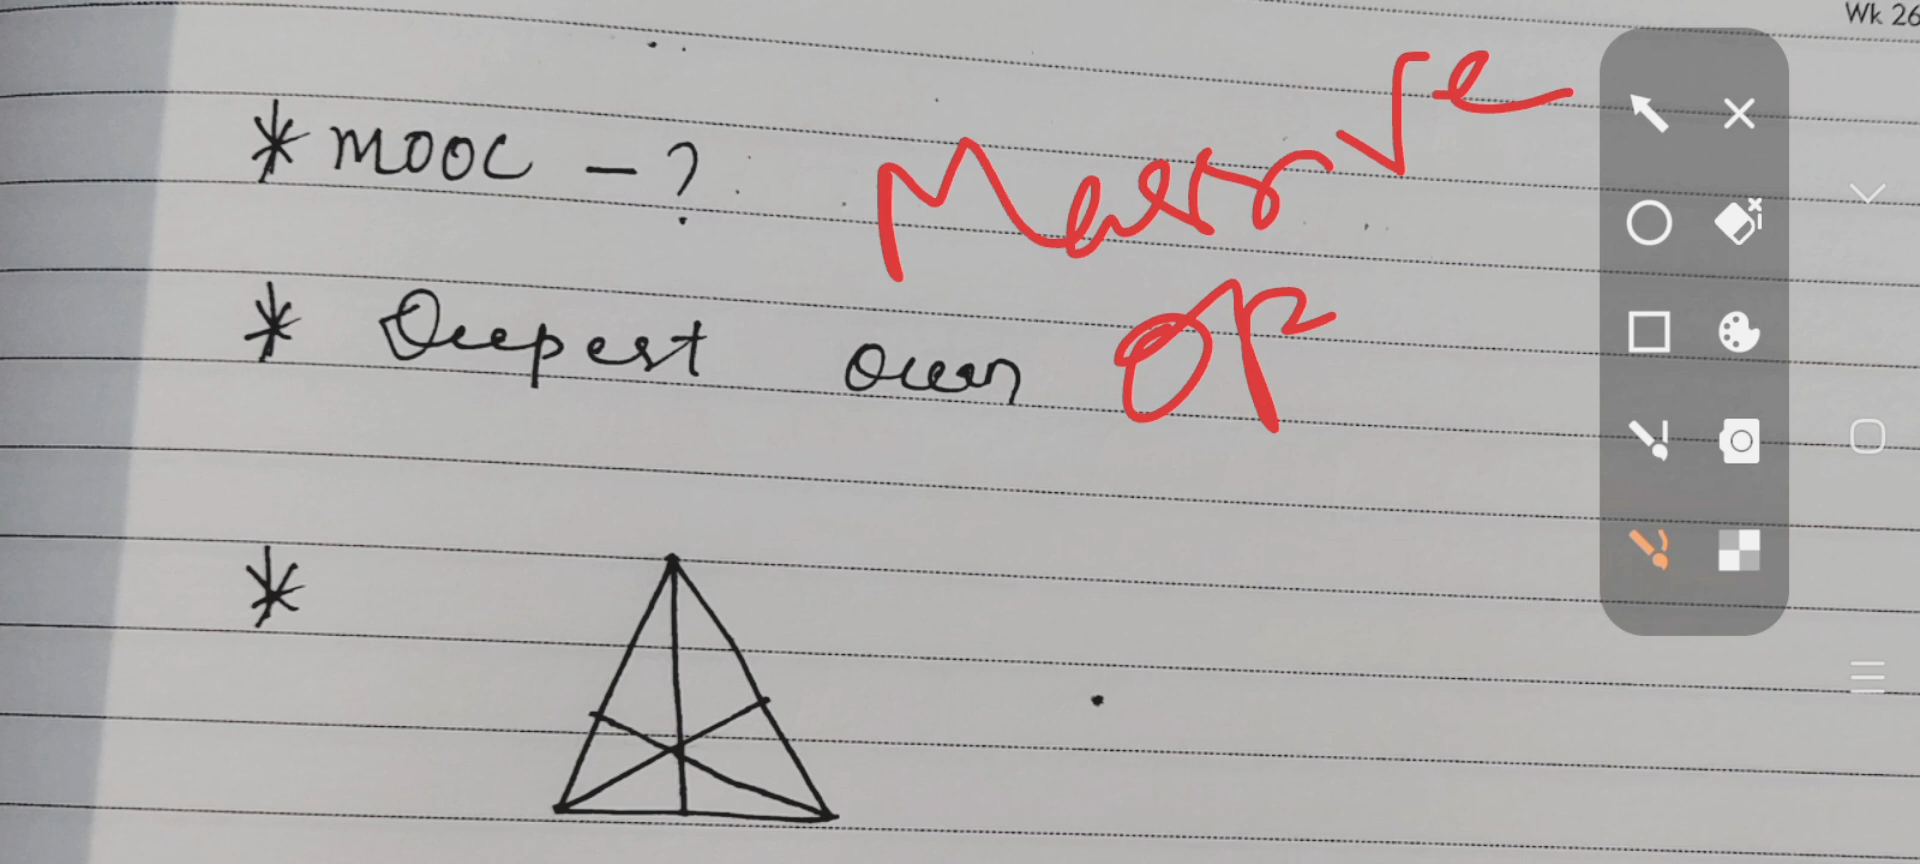 Wk 26
* MOOC - ? Massive
* Deepest Ocean Op
*